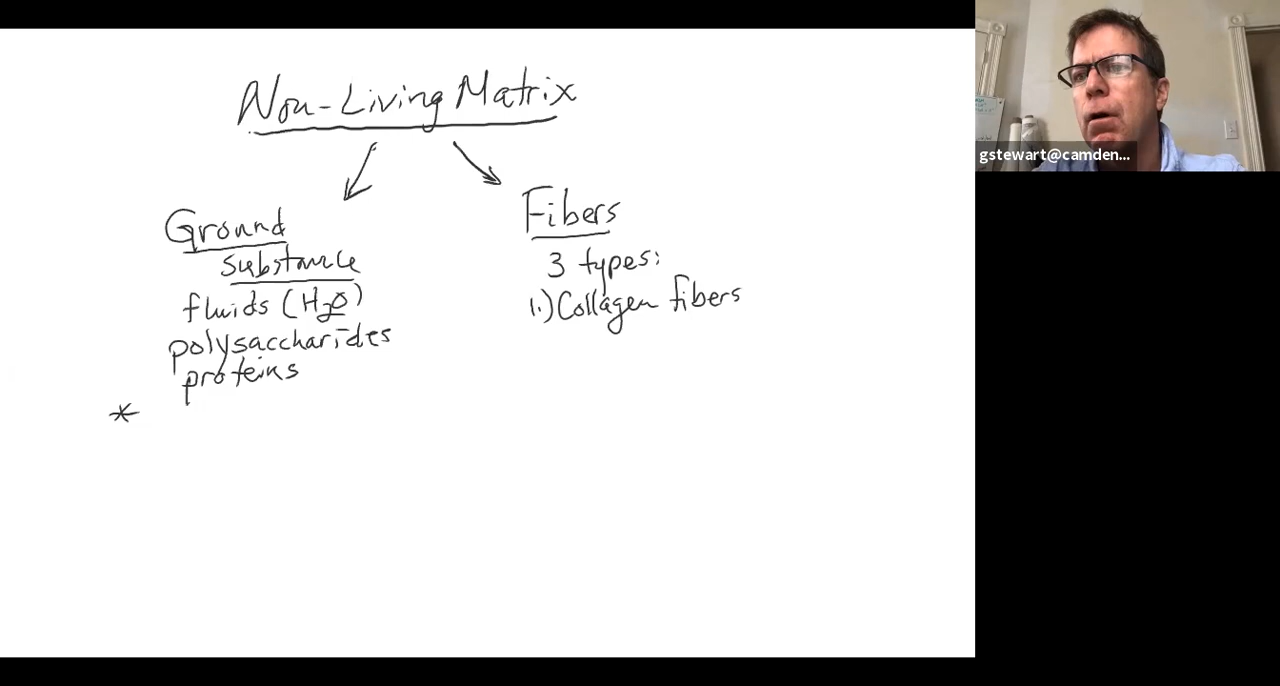 Non-Living Matrix
Ground
substance
fluids (H2O)
polysaccharides
proteins
*
Fibers
3 types:
1.) Collagen fibers
gstewart@camden...